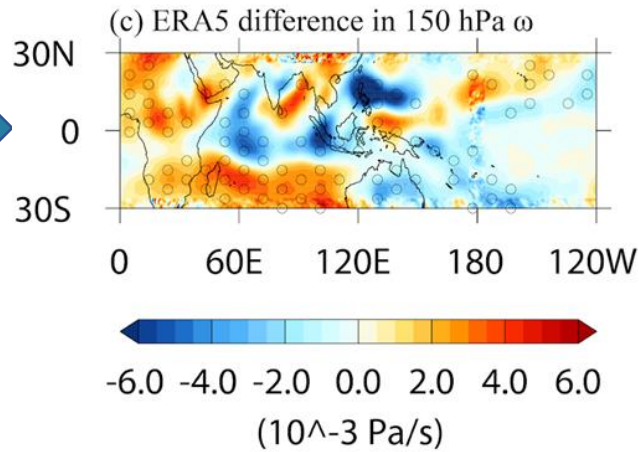 (c) ERA5 difference in 150 hPa ω
30N
0
30S
0 60E 120E 180 120W
-6.0 -4.0 -2.0 0.0 2.0 4.0 6.0
(10^-3 Pa/s)